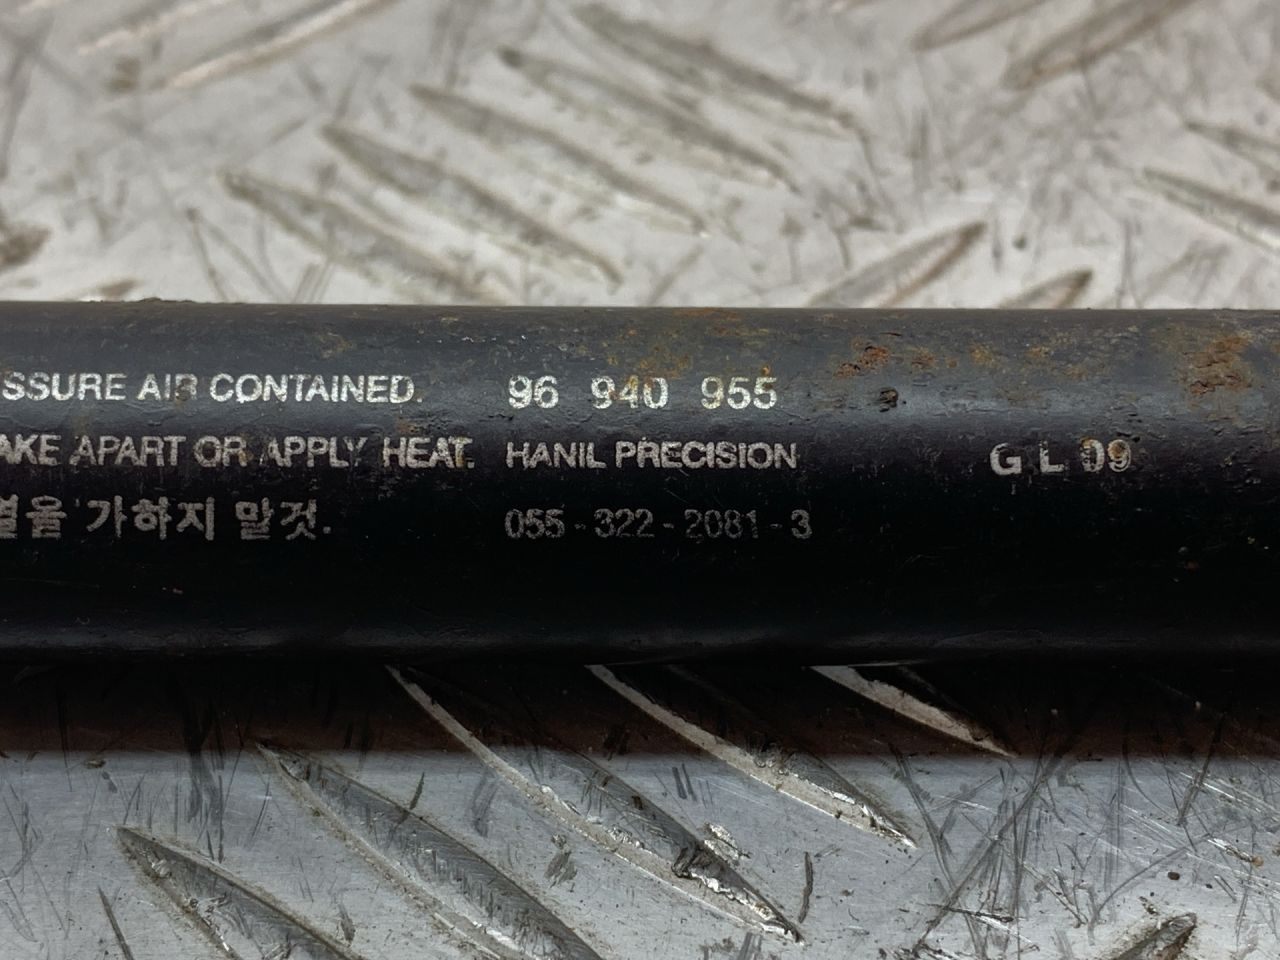 SSURE AIR CONTAINED. 96 940 955
AKE APART OR APPLY HEAT. HANIL PRECISION G L 09
열을 가하지 말것. 055-322-2081-3